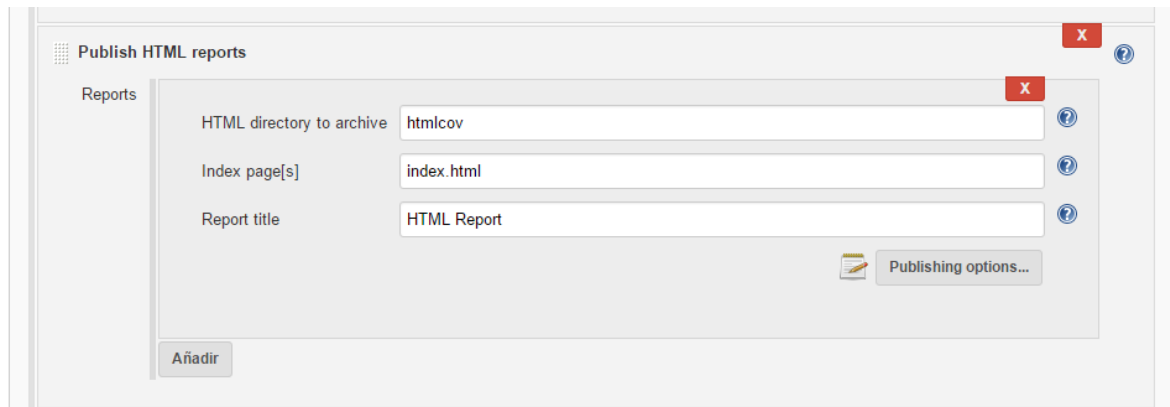 X
Publish HTML reports
Reports
X
HTML directory to archive htmlcov
Index page[s] index.html
Report title HTML Report
Publishing options...
Añadir